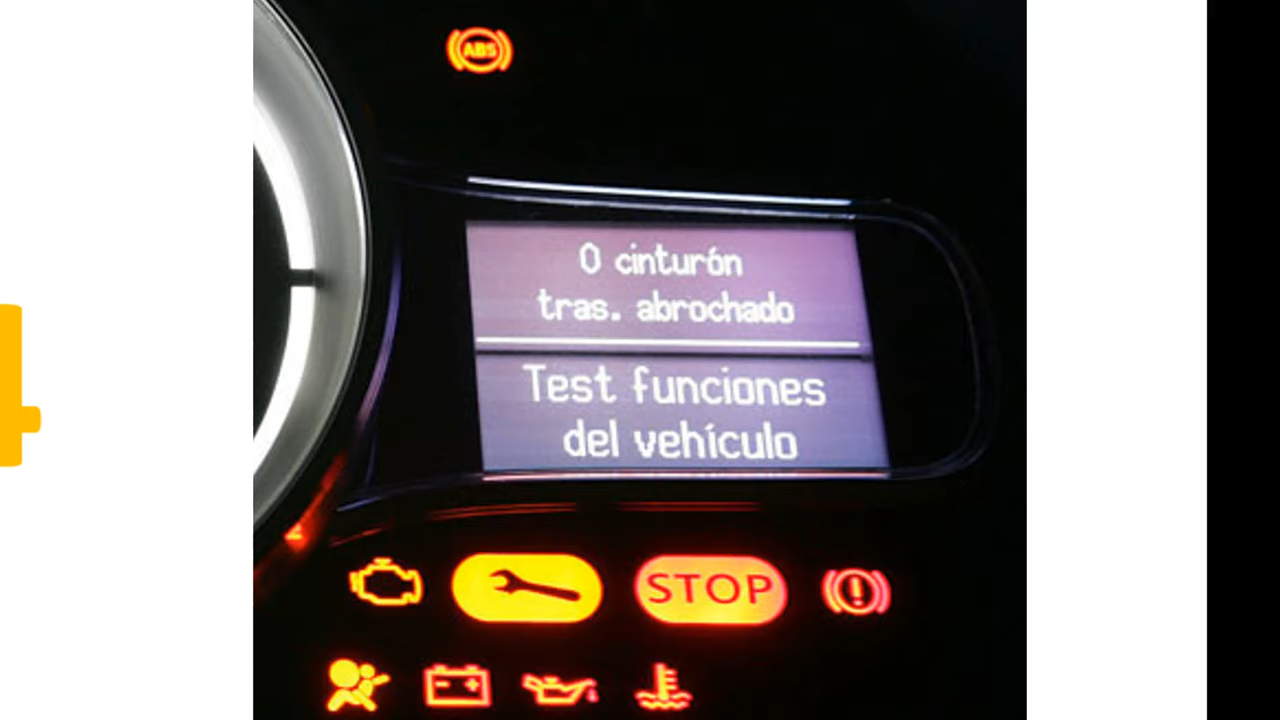 ABS
0 cinturón
tras. abrochado
Test funciones
del vehículo
STOP